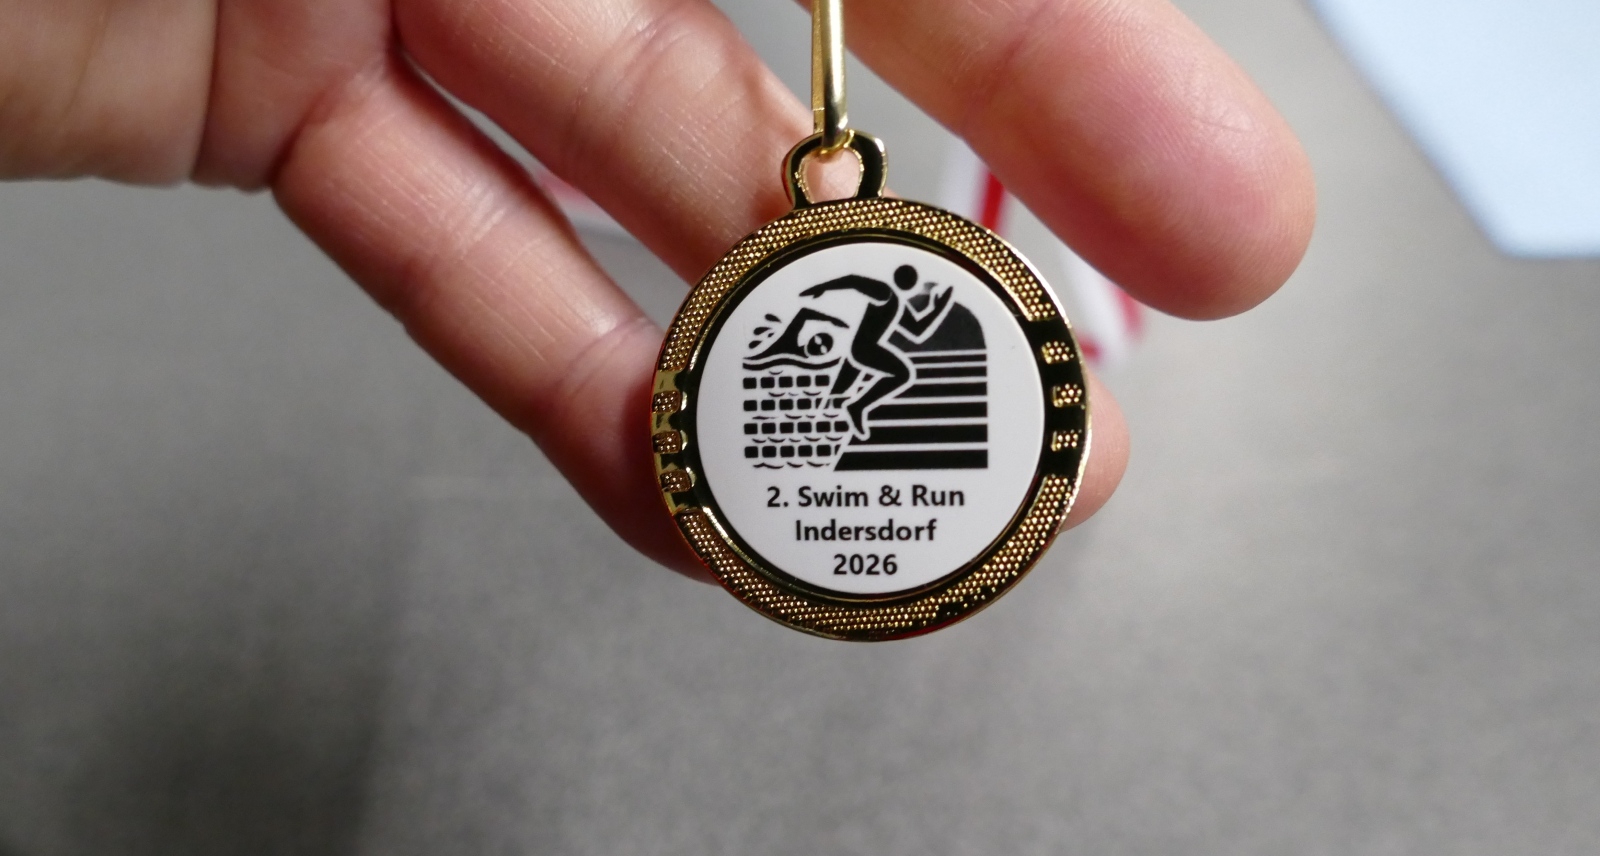 2. Swim & Run
Indersdorf
2026